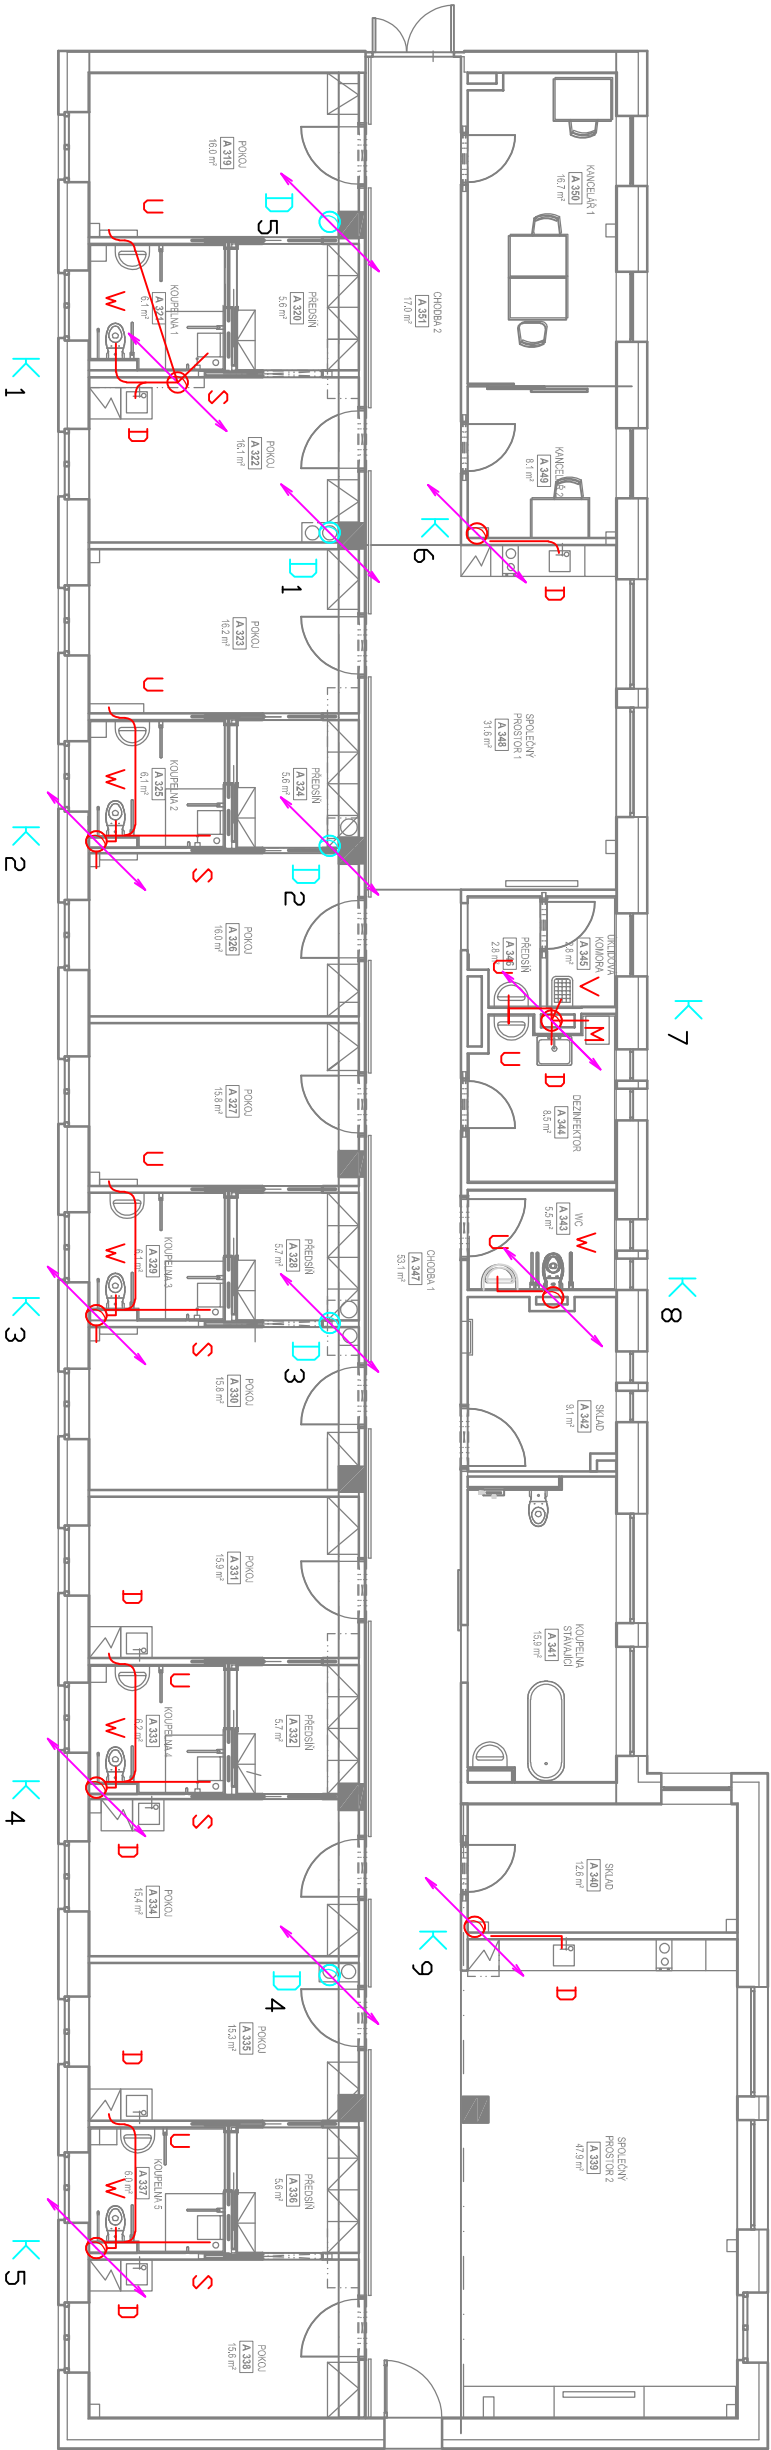 POKOJ
A 319
16.0 m²
U
D 5
KANCELÁŘ 1
A 350
16.7 m²
CHODBA 2
A 351
17.0 m²
KOUPELNA 1
A 321
6.1 m²
W
PŘEDSÍŇ
A 320
5.6 m²
K 1
S
D
POKOJ
A 322
16.1 m²
KANCELÁŘ 2
A 349
8.1 m²
K 6
D
D 1
POKOJ
A 323
16.2 m²
U
SPOLEČNÝ
PROSTOR 1
A 348
31.6 m²
KOUPELNA 2
A 325
6.1 m²
W
PŘEDSÍŇ
A 324
5.6 m²
K 2
S
D 2
POKOJ
A 326
16.0 m²
ÚKLIDOVÁ
KOMORA
A 345
PŘEDSÍŇ
A 346
2.8 m²
U
V
K 7
M
U
D
POKOJ
A 327
15.8 m²
DEZINFEKTOR
A 344
8.5 m²
U
WC
A 343
5.5 m²
U
W
K 8
KOUPELNA 3
A 329
6.1 m²
W
PŘEDSÍŇ
A 328
5.7 m²
CHODBA 1
A 347
53.1 m²
K 3
S
D 3
POKOJ
A 330
15.8 m²
SKLAD
A 342
9.1 m²
POKOJ
A 331
15.9 m²
D
KOUPELNA
STÁVAJÍCÍ
A 341
15.9 m²
U
KOUPELNA 4
A 333
6.2 m²
W
PŘEDSÍŇ
A 332
5.7 m²
K 4
S
D
POKOJ
A 334
15.4 m²
SKLAD
A 340
12.6 m²
K 9
D
D 4
POKOJ
A 335
15.3 m²
D
SPOLEČNÝ
PROSTOR 2
A 339
47.9 m²
U
KOUPELNA 5
A 337
6.0 m²
W
PŘEDSÍŇ
A 336
5.6 m²
K 5
S
D
POKOJ
A 338
15.6 m²